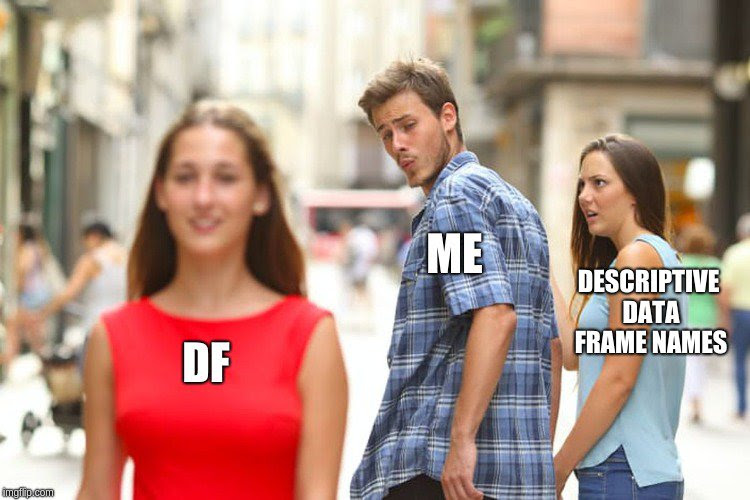 DF
ME
DESCRIPTIVE
DATA
FRAME NAMES
imgflip.com